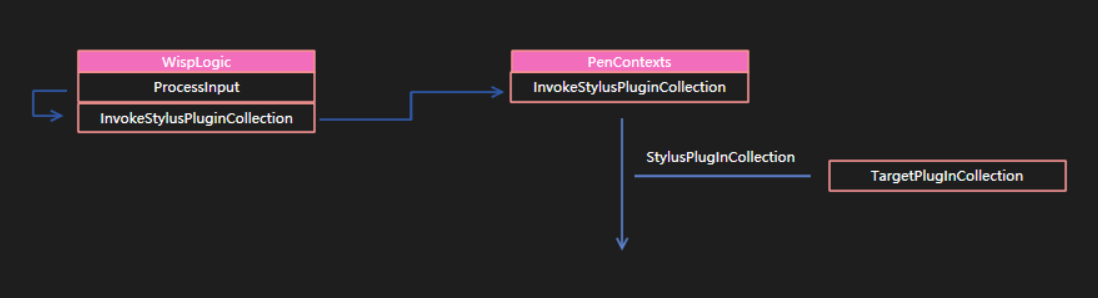 WispLogic
ProcessInput
InvokeStylusPluginCollection
PenContexts
InvokeStylusPluginCollection
StylusPlugInCollection
TargetPlugInCollection